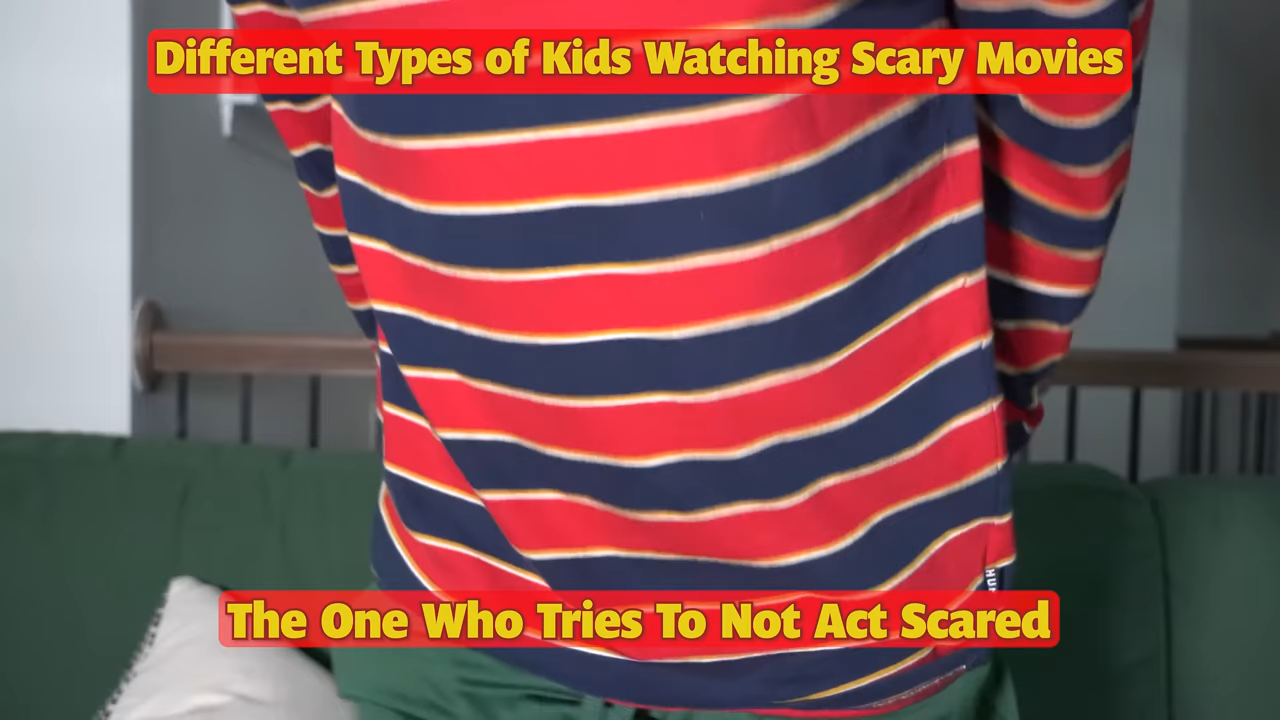 Different Types of Kids Watching Scary Movies
The One Who Tries To Not Act Scared